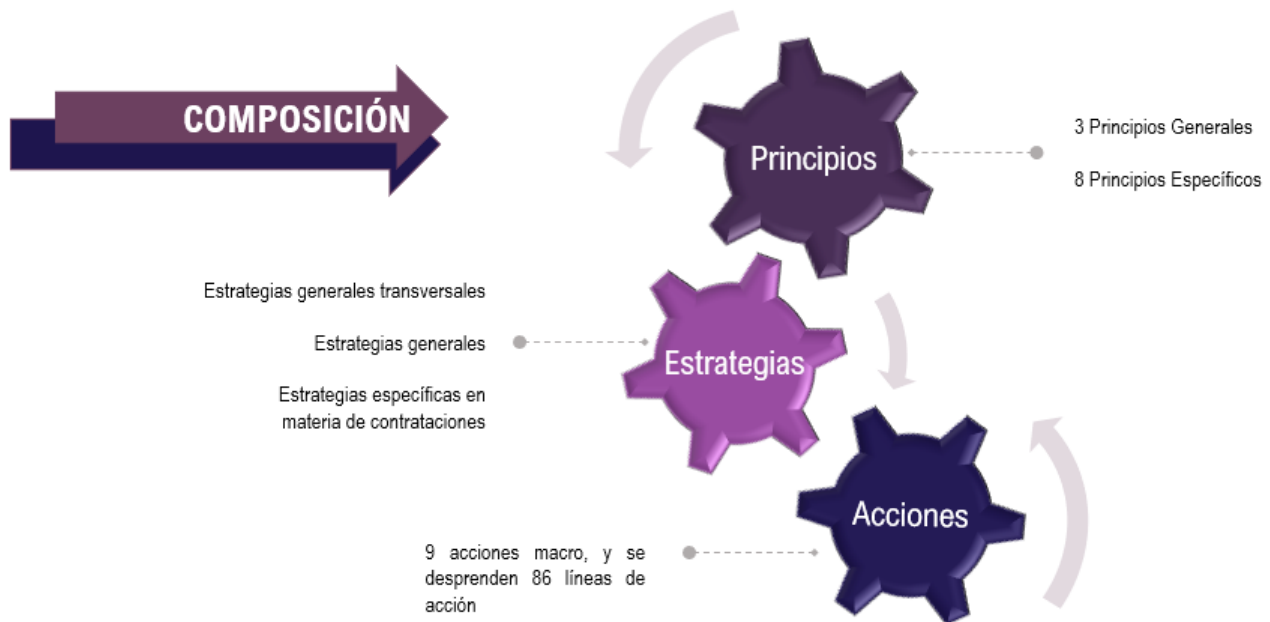 COMPOSICIÓN
Principios
3 Principios Generales
8 Principios Específicos
Estrategias generales transversales
Estrategias generales
Estrategias específicas en
materia de contrataciones
Estrategias
Acciones
9 acciones macro, y se
desprenden 86 líneas de
acción